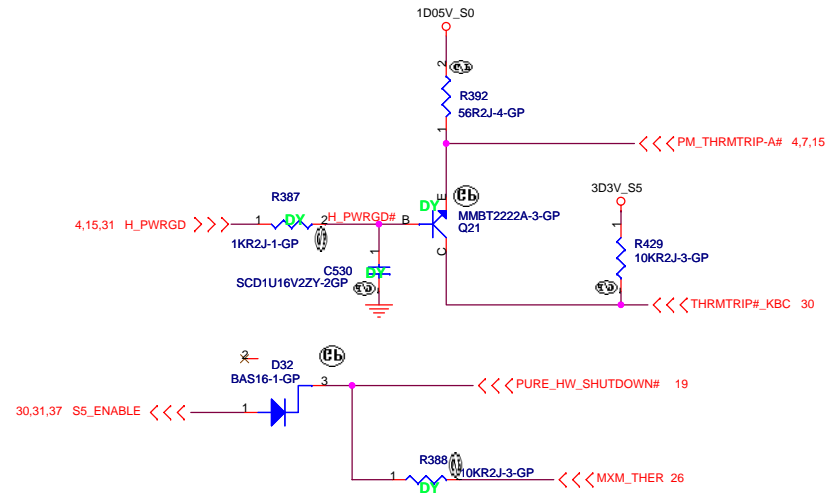 1D05V_S0
2
R392
56R2J-4-GP
1
PM_THRMTRIP-A# 4,7,15
R387
4,15,31 H_PWRGD
1
DY
2
H_PWRGD#
1KR2J-1-GP
B
DY
E
C
MMBT2222A-3-GP
Q21
3D3V_S5
1
R429
10KR2J-3-GP
1
C530
DY
SCD1U16V2ZY-2GP
THRMTRIP#_KBC 30
2
D32
BAS16-1-GP
3
PURE_HW_SHUTDOWN# 19
30,31,37 S5_ENABLE
1
R388
1
10KR2J-3-GP
DY
MXM_THER 26